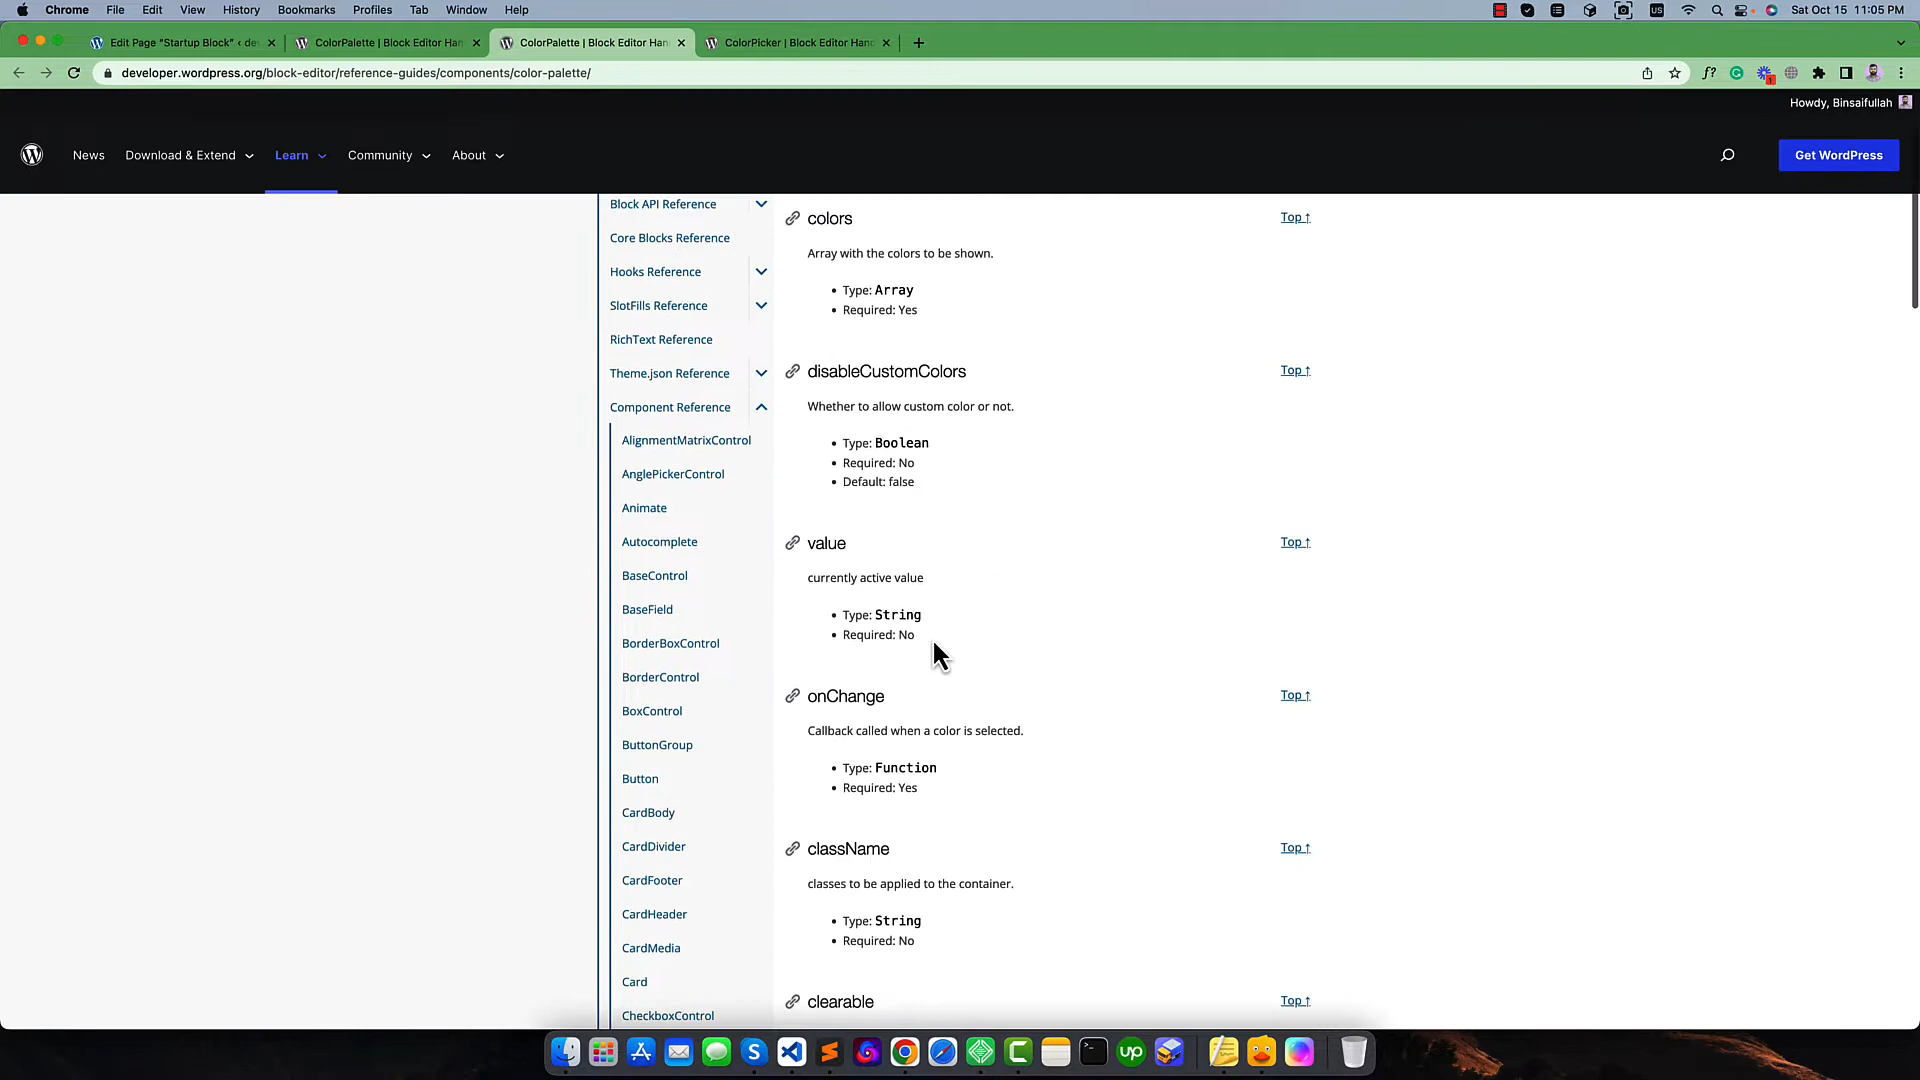 Chrome File Edit View History Bookmarks Profiles Tab Window Help US Sat Oct 15 11:05 PM
Edit Page "Startup Block" ‹ de ColorPalette | Block Editor Han ColorPalette | Block Editor Han ColorPicker | Block Editor Han
developer.wordpress.org/block-editor/reference-guides/components/color-palette/ f? 1
Howdy, Binsaifullah
News Download & Extend Learn Community About Get WordPress
Block API Reference
Core Blocks Reference
Hooks Reference
SlotFills Reference
RichText Reference
Theme.json Reference
Component Reference
AlignmentMatrixControl
AnglePickerControl
Animate
Autocomplete
BaseControl
BaseField
BorderBoxControl
BorderControl
BoxControl
ButtonGroup
Button
CardBody
CardDivider
CardFooter
CardHeader
CardMedia
Card
CheckboxControl
colors Top ↑
Array with the colors to be shown.
• Type: Array
• Required: Yes
disableCustomColors Top ↑
Whether to allow custom color or not.
• Type: Boolean
• Required: No
• Default: false
value Top ↑
currently active value
• Type: String
• Required: No
onChange Top ↑
Callback called when a color is selected.
• Type: Function
• Required: Yes
className Top ↑
classes to be applied to the container.
• Type: String
• Required: No
clearable Top ↑
up